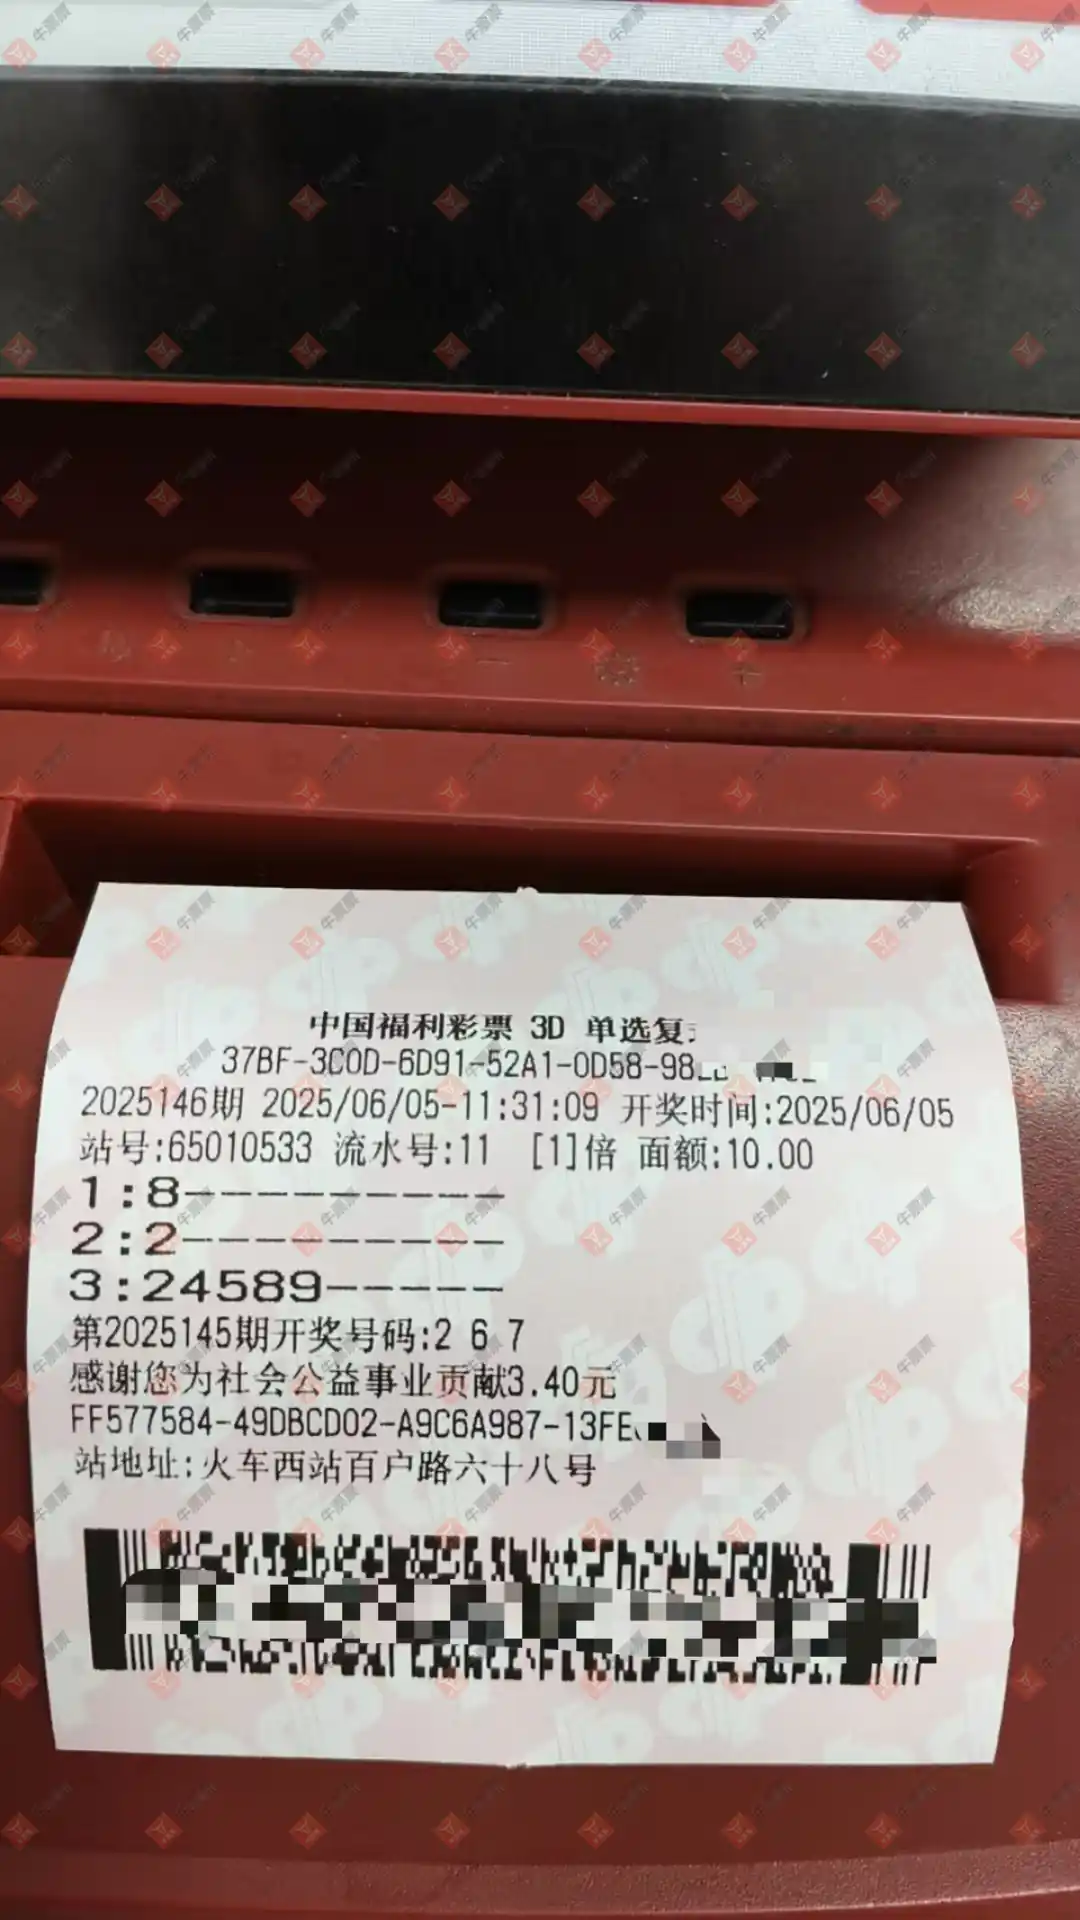 中国福利彩票 3D 单选复
37BF-3C0D-6D91-52A1-0D58-98
2025146期 2025/06/05-11:31:09 开奖时间:2025/06/05
站号:65010533 流水号:11 [1]倍 面额:10.00
1:8---------
2:2---------
3:24589-----
第2025145期开奖号码:2 6 7
感谢您为社会公益事业贡献3.40元
FF577584-49DBCD02-A9C6A987-13FE
站地址:火车西站百户路六十八号
牛票票